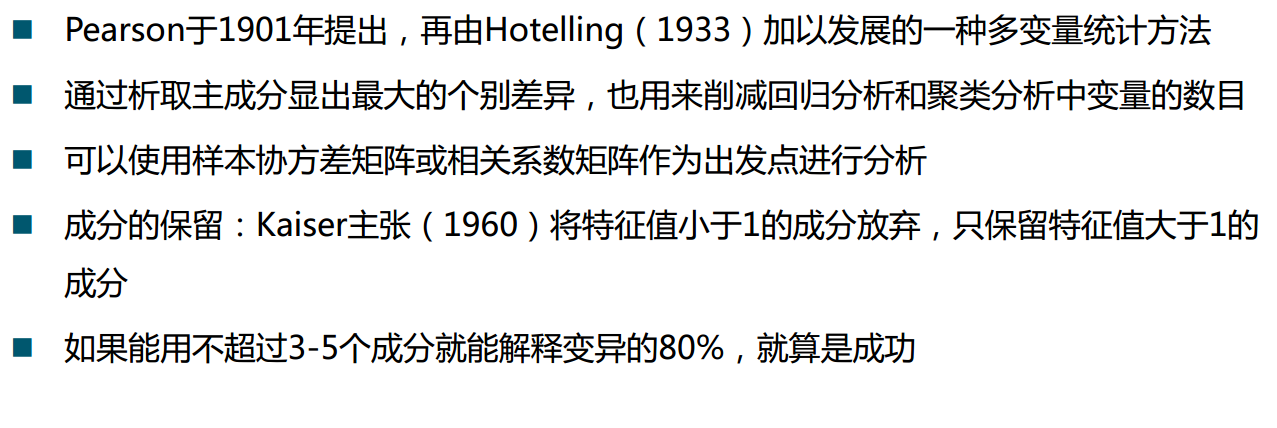 ■ Pearson于1901年提出，再由Hotelling（1933）加以发展的一种多变量统计方法
■ 通过析取主成分显出最大的个别差异，也用来削减回归分析和聚类分析中变量的数目
■ 可以使用样本协方差矩阵或相关系数矩阵作为出发点进行分析
■ 成分的保留：Kaiser主张（1960）将特征值小于1的成分放弃，只保留特征值大于1的
成分
■ 如果能用不超过3-5个成分就能解释变异的80%，就算是成功